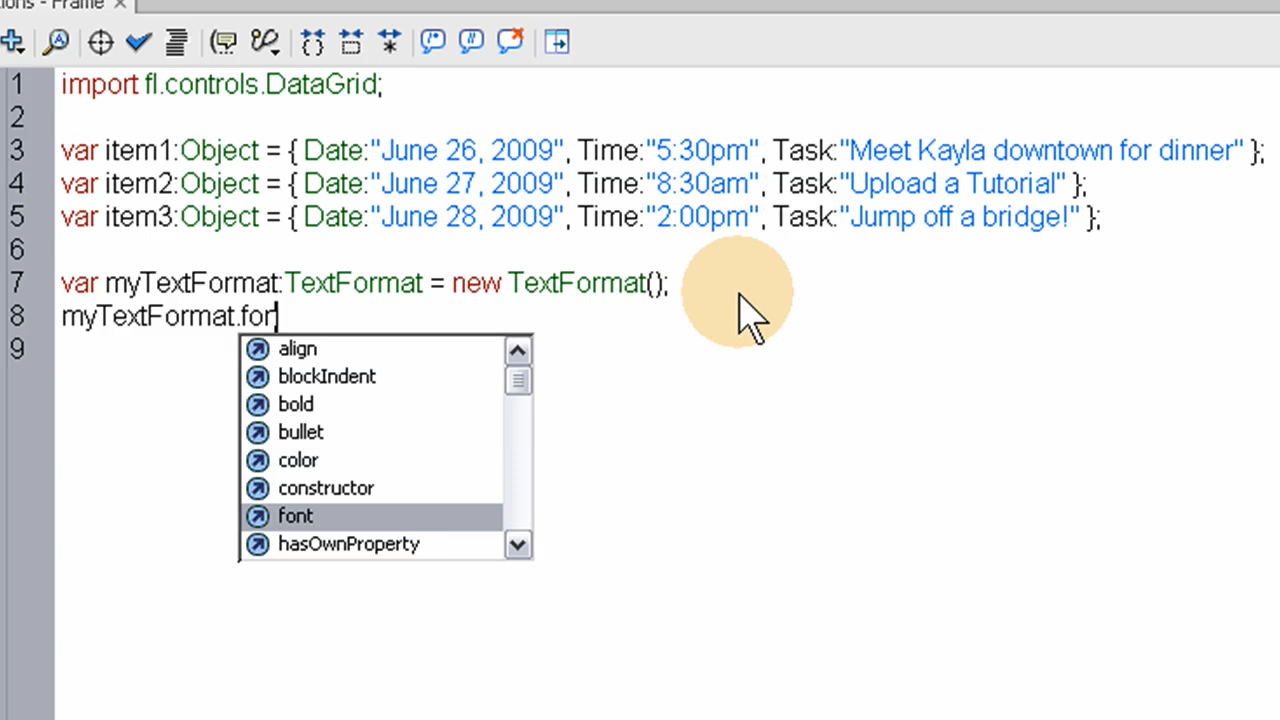 ions - Frame ×
1 import fl.controls.DataGrid;
2
3 var item1:Object = { Date:"June 26, 2009", Time:"5:30pm", Task:"Meet Kayla downtown for dinner" };
4 var item2:Object = { Date:"June 27, 2009", Time:"8:30am", Task:"Upload a Tutorial" };
5 var item3:Object = { Date:"June 28, 2009", Time:"2:00pm", Task:"Jump off a bridge!" };
6
7 var myTextFormat:TextFormat = new TextFormat();
8 myTextFormat.for
9
align
blockIndent
bold
bullet
color
constructor
font
hasOwnProperty